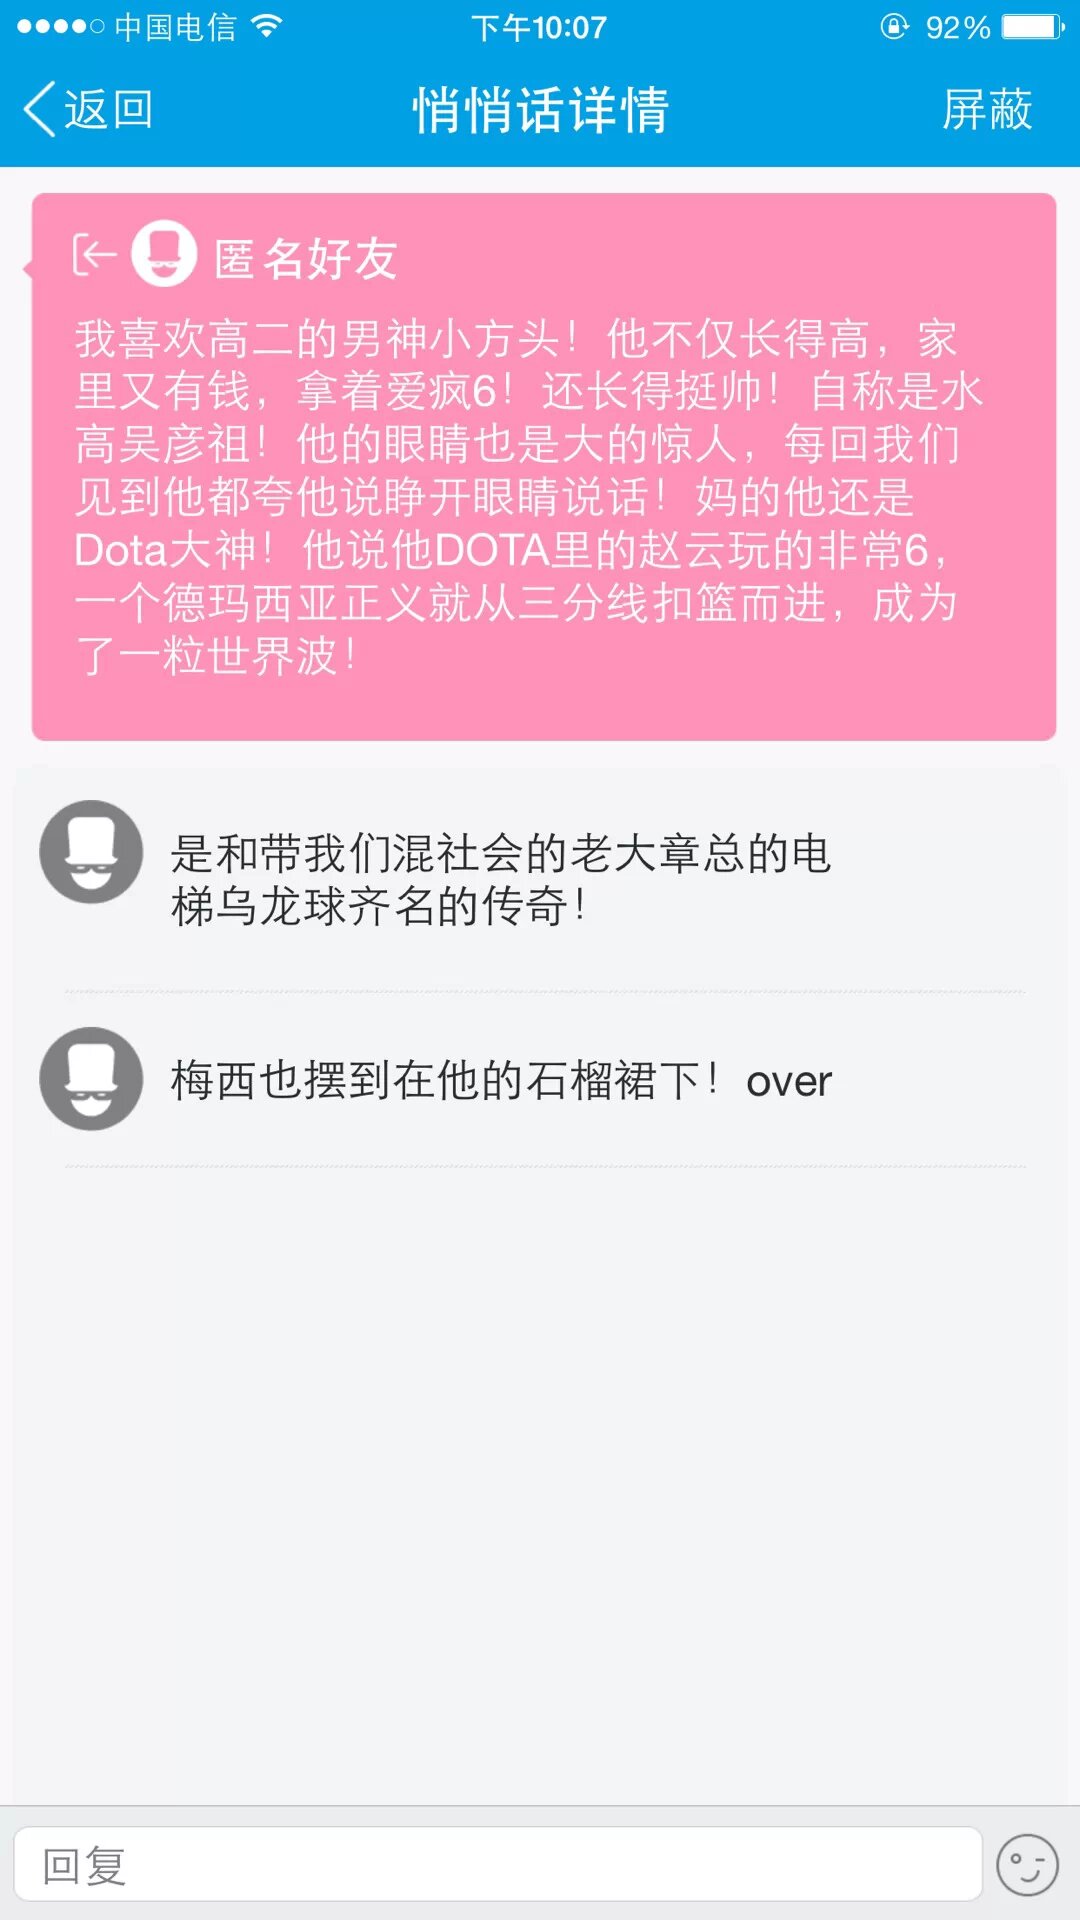 中国电信 下午10:07 92%
返回 悄悄话详情 屏蔽
匿名好友
我喜欢高二的男神小方头！他不仅长得高，家
里又有钱，拿着爱疯6！还长得挺帅！自称是水
高吴彦祖！他的眼睛也是大的惊人，每回我们
见到他都夸他说睁开眼睛说话！妈的他还是
Dota大神！他说他DOTA里的赵云玩的非常6，
一个德玛西亚正义就从三分线扣篮而进，成为
了一粒世界波！
是和带我们混社会的老大章总的电
梯乌龙球齐名的传奇！
梅西也摆到在他的石榴裙下！over
回复